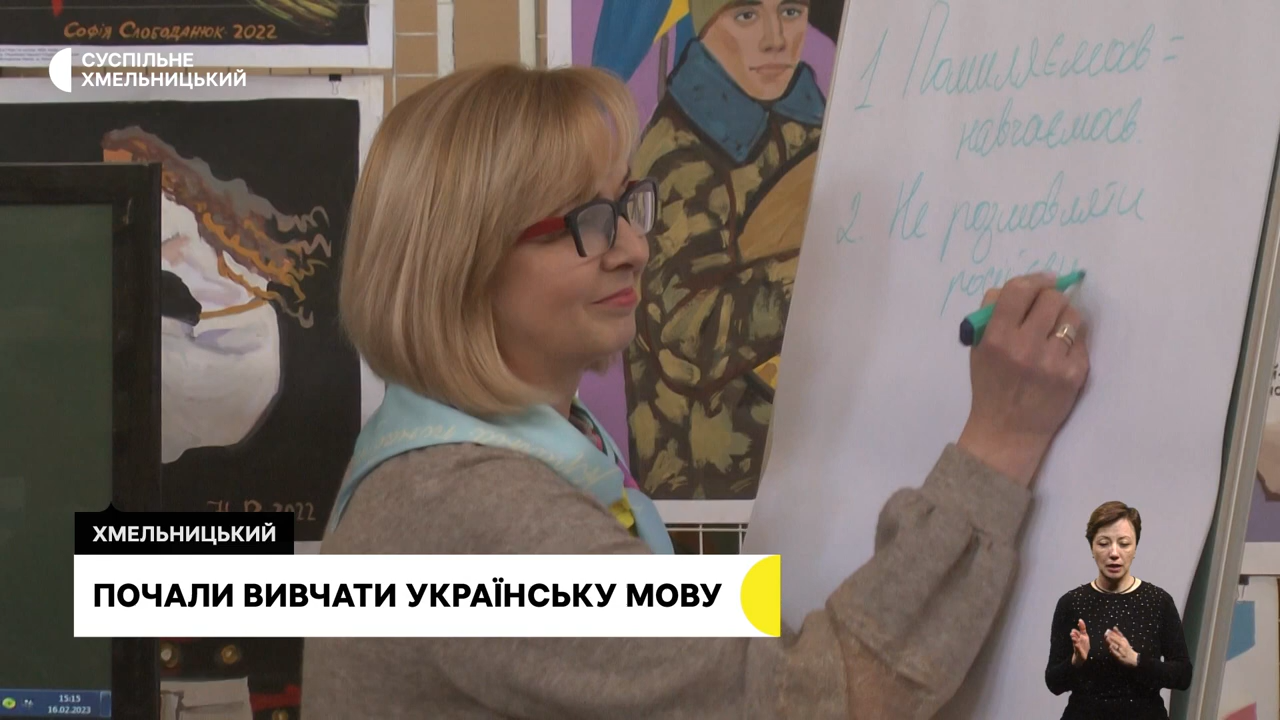 Софія Слободанюк 2022
СУСПІЛЬНЕ
ХМЕЛЬНИЦЬКИЙ
1 Помиляємось =
навчаємось.
2. Не розмовляти
2022
ХМЕЛЬНИЦЬКИЙ
ПОЧАЛИ ВИВЧАТИ УКРАЇНСЬКУ МОВУ
15:15
16.02.2023